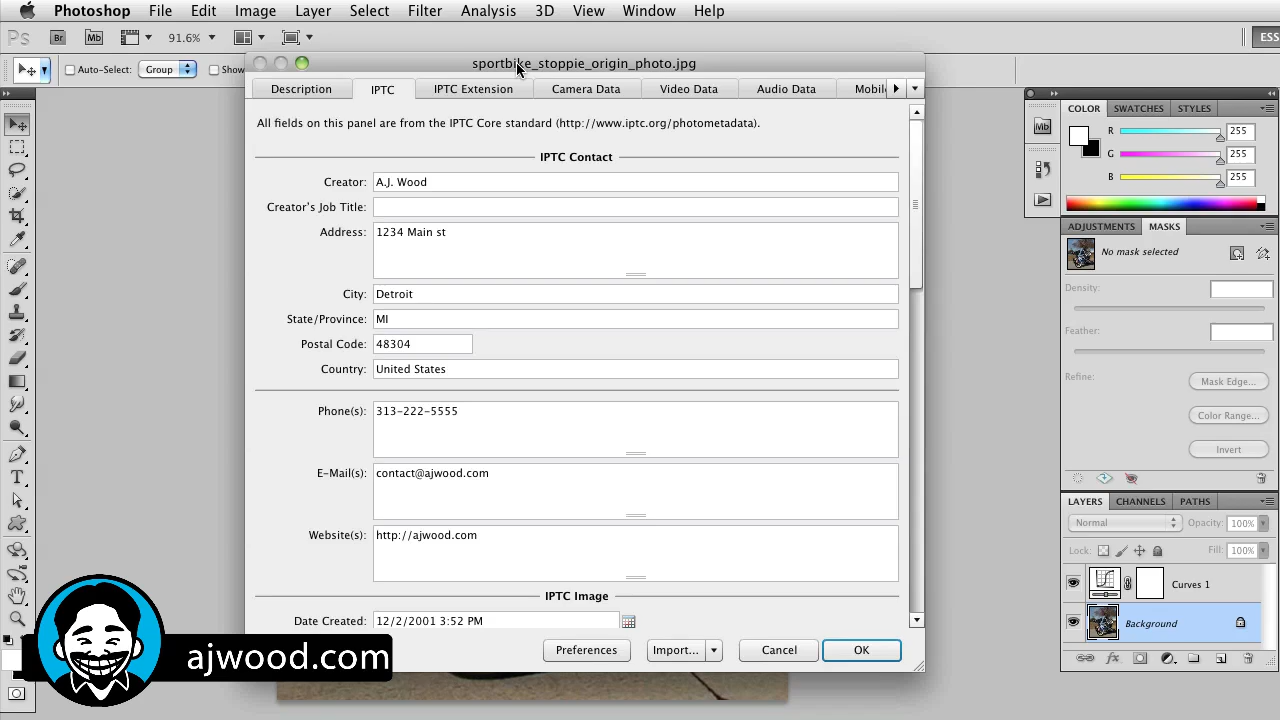 Photoshop File Edit Image Layer Select Filter Analysis 3D View Window Help
Ps Br Mb 91.6% ESS
Auto-Select: Group Show
sportbike_stoppie_origin_photo.jpg
Description IPTC IPTC Extension Camera Data Video Data Audio Data Mobil
All fields on this panel are from the IPTC Core standard (http://www.iptc.org/photometadata).
IPTC Contact
Creator: A.J. Wood
Creator's Job Title:
Address: 1234 Main st
City: Detroit
State/Province: MI
Postal Code: 48304
Country: United States
Phone(s): 313-222-5555
E-Mail(s): contact@ajwood.com
Website(s): http://ajwood.com
IPTC Image
Date Created: 12/2/2001 3:52 PM
Preferences Import... Cancel OK
Mb
COLOR SWATCHES STYLES
R 255
G 255
B 255
ADJUSTMENTS MASKS
No mask selected
Density:
Feather:
Refine: Mask Edge...
Color Range...
Invert
LAYERS CHANNELS PATHS
Normal Opacity: 100%
Lock: Fill: 100%
Curves 1
Background
fx
T
ajwood.com